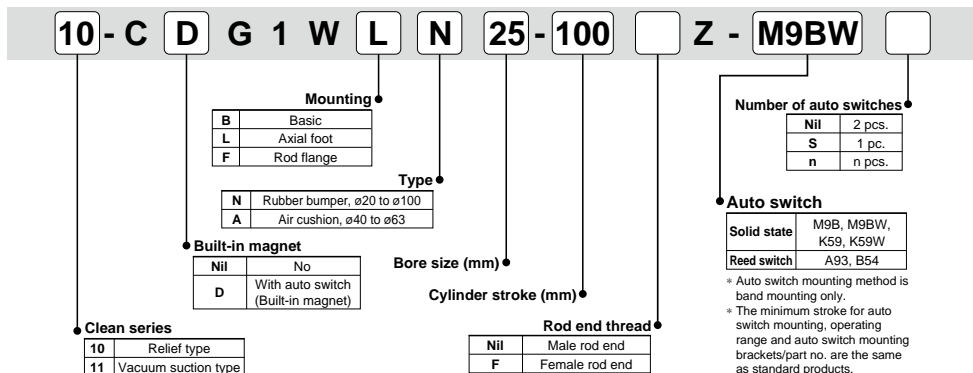 10-CDG1WLN25-100 Z-M9BW
Mounting
B Basic
L Axial foot
F Rod flange
Type
N Rubber bumper, ø20 to ø100
A Air cushion, ø40 to ø63
Built-in magnet
Nil No
D With auto switch
(Built-in magnet)
Clean series
10 Relief type
11 Vacuum suction type
Bore size (mm)
Cylinder stroke (mm)
Rod end thread
Nil Male rod end
F Female rod end
Number of auto switches
Nil 2 pcs.
S 1 pc.
n n pcs.
Auto switch
Solid state M9B, M9BW,
K59, K59W
Reed switch A93, B54
∗ Auto switch mounting method is
band mounting only.
∗ The minimum stroke for auto
switch mounting, operating
range and auto switch mounting
brackets/part no. are the same
as standard products.